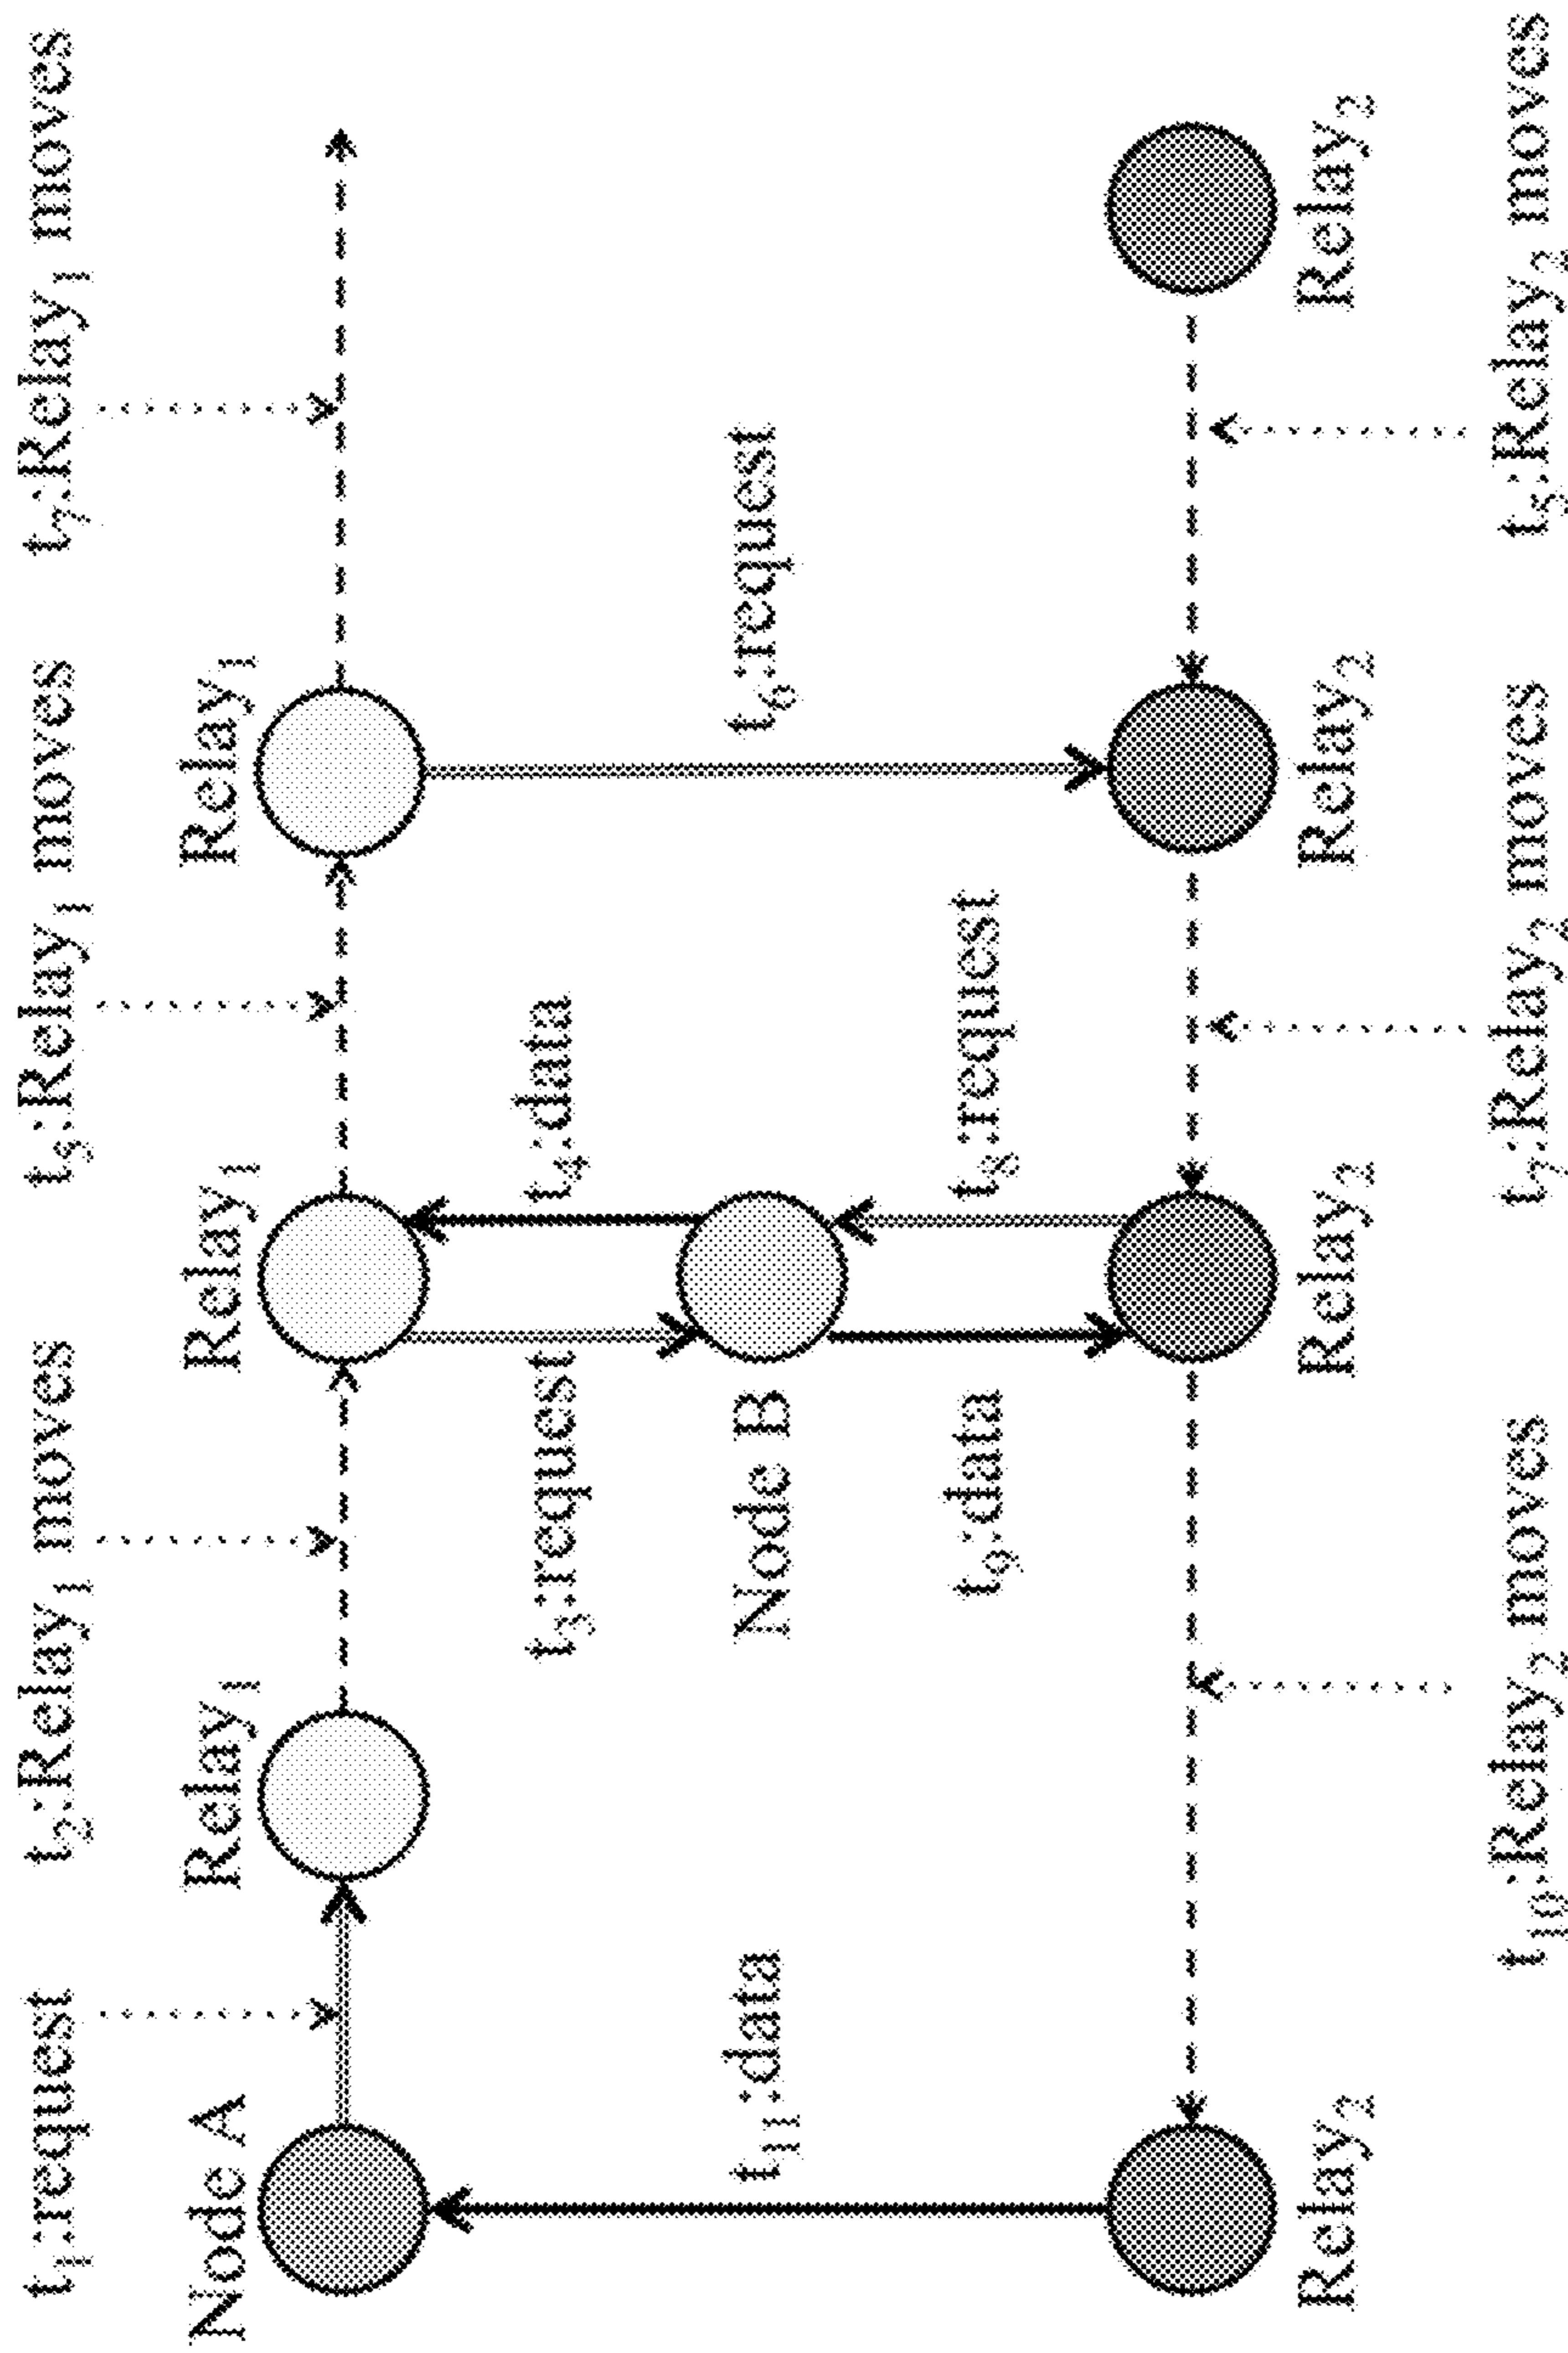 t1:request
t2:Relay1 moves
t5:Relay1 moves
t7:Relay1 moves
Node A
Relay1
Relay1
Relay1
t3:request
t4:data
t11:data
Node B
t6:request
t9:data
t8:request
Relay2
Relay2
Relay2
Relay2
t10:Relay2 moves
t7:Relay2 moves
t5:Relay2 moves